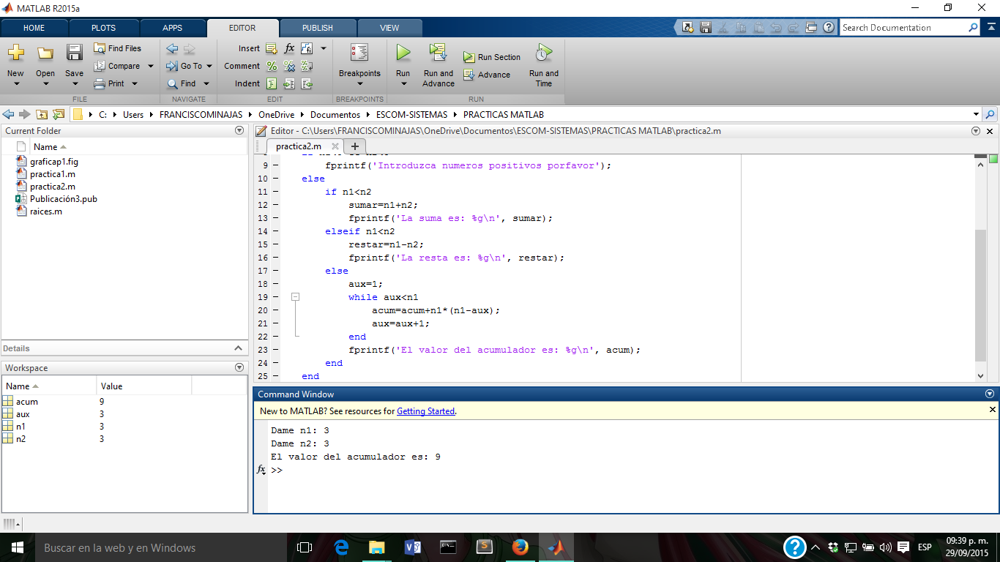 MATLAB R2015a
HOME PLOTS APPS EDITOR PUBLISH VIEW
Search Documentation
New Open Save
Find Files
Compare
Print
Go To
Find
Insert
Comment
Indent
Breakpoints
Run
Run and Advance
Run Section
Advance
Run and Time
FILE NAVIGATE EDIT BREAKPOINTS RUN
C: Users FRANCISCOMINAJAS OneDrive Documentos ESCOM-SISTEMAS PRACTICAS MATLAB
Current Folder
Name
graficap1.fig
practica1.m
practica2.m
Publicación3.pub
raices.m
Details
Workspace
Name Value
acum 9
aux 3
n1 3
n2 3
Editor - C:\Users\FRANCISCOMINAJAS\OneDrive\Documentos\ESCOM-SISTEMAS\PRACTICAS MATLAB\practica2.m
practica2.m
9 fprintf('Introduzca numeros positivos porfavor');
10 else
11 if n1<n2
12 sumar=n1+n2;
13 fprintf('La suma es: %g\n', sumar);
14 elseif n1<n2
15 restar=n1-n2;
16 fprintf('La resta es: %g\n', restar);
17 else
18 aux=1;
19 while aux<n1
20 acum=acum+n1*(n1-aux);
21 aux=aux+1;
22 end
23 fprintf('El valor del acumulador es: %g\n', acum);
24 end
25 end
Command Window
New to MATLAB? See resources for Getting Started.
Dame n1: 3
Dame n2: 3
El valor del acumulador es: 9
fx >>
Buscar en la web y en Windows
ESP
09:39 p. m.
29/09/2015